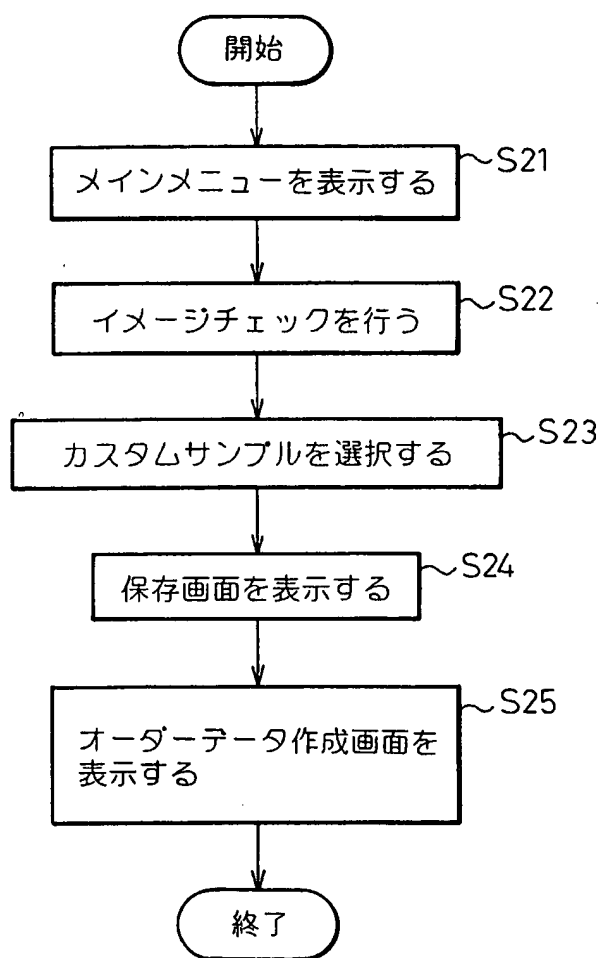 開始
メインメニューを表示する
S21
イメージチェックを行う
S22
カスタムサンプルを選択する
S23
保存画面を表示する
S24
オーダーデータ作成画面を
表示する
S25
終了